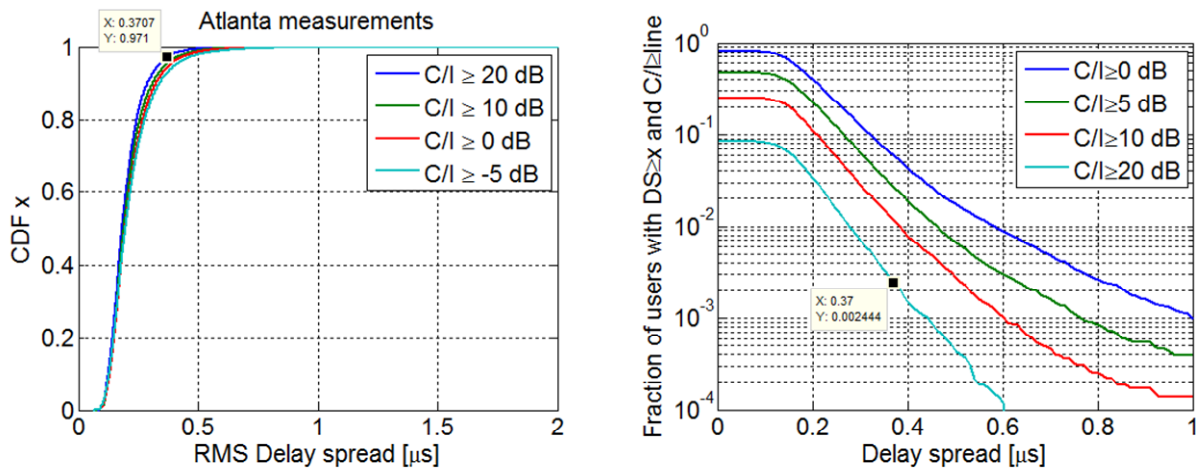 Atlanta measurements
X: 0.3707
Y: 0.971
1
0.8
0.6
0.4
0.2
0
CDF x
C/I ≥ 20 dB
C/I ≥ 10 dB
C/I ≥ 0 dB
C/I ≥ -5 dB
0 0.5 1 1.5 2
RMS Delay spread [μs]
Fraction of users with DS≥x and C/I≥line
10^0
10^-1
10^-2
10^-3
10^-4
C/I≥0 dB
C/I≥5 dB
C/I≥10 dB
C/I≥20 dB
X: 0.37
Y: 0.002444
0 0.2 0.4 0.6 0.8 1
Delay spread [μs]